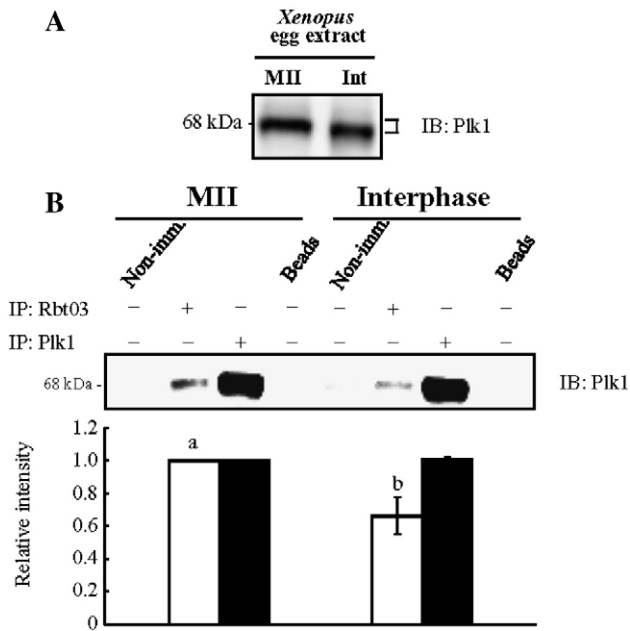 A
Xenopus
egg extract
MII Int
68 kDa - IB: Plk1
B
MII Interphase
Non-imm. Beads Non-imm. Beads
IP: Rbt03 − + − − − + − −
IP: Plk1 − − + − − − + −
68 kDa - IB: Plk1
Relative intensity
1.2
1.0
0.8
0.6
0.4
0.2
0
a
b